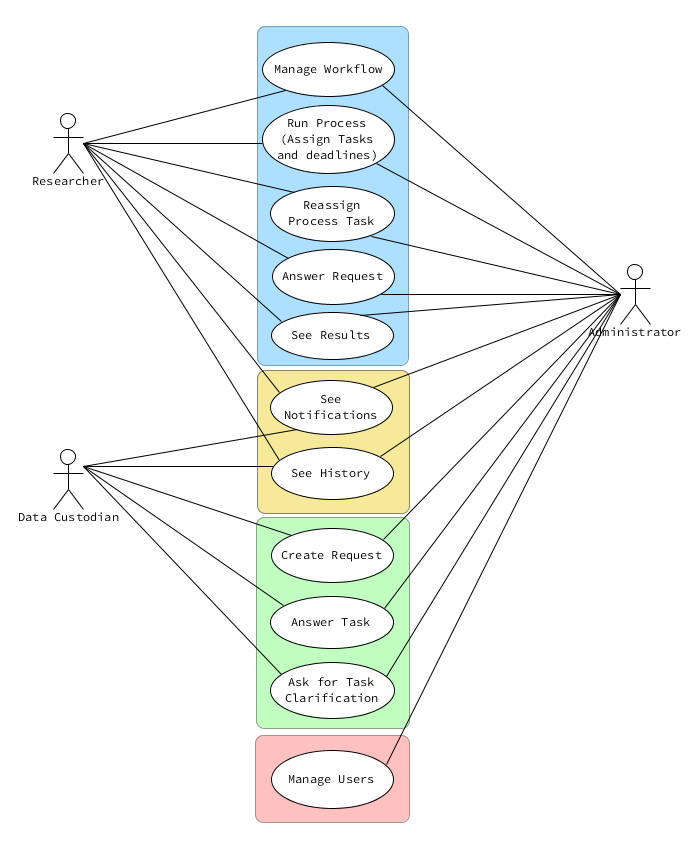 Manage Workflow
Run Process
(Assign Tasks
and deadlines)
Researcher
Reassign
Process Task
Answer Request
See Results
Administrator
See
Notifications
See History
Data Custodian
Create Request
Answer Task
Ask for Task
Clarification
Manage Users